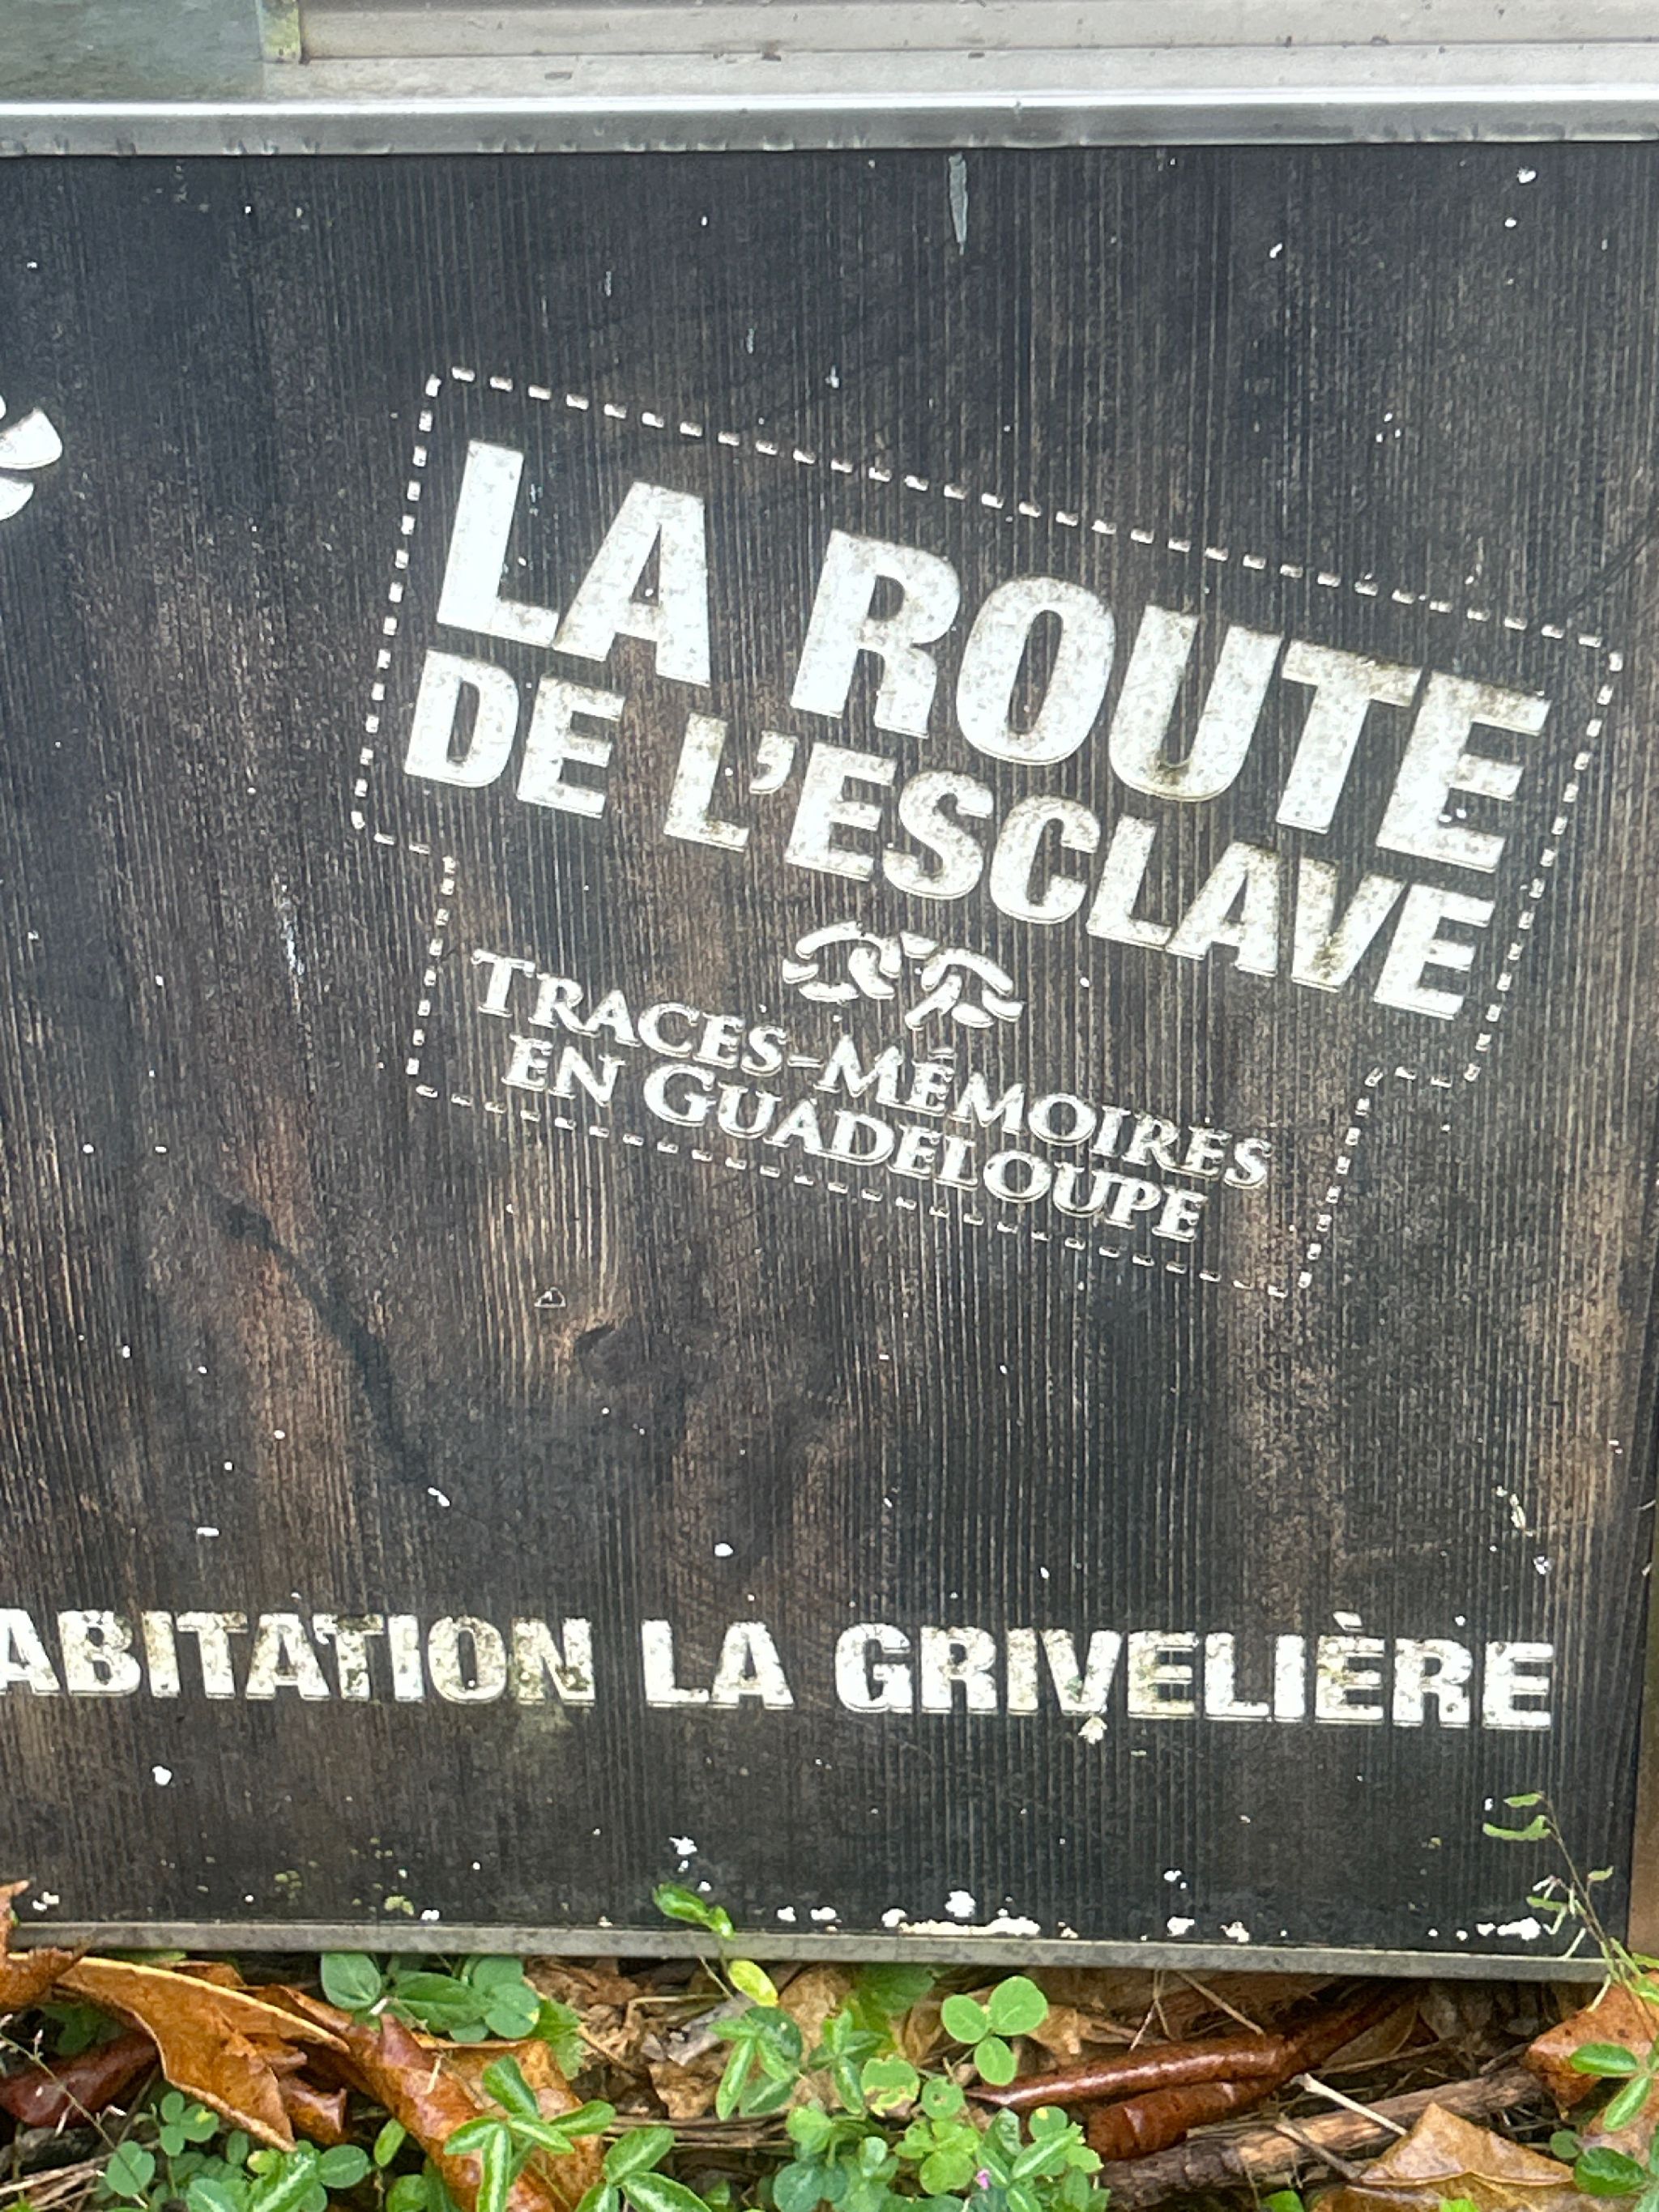 LA ROUTE
DE L'ESCLAVE
TRACES-MÉMOIRES
EN GUADELOUPE
ABITATION LA GRIVELIÈRE